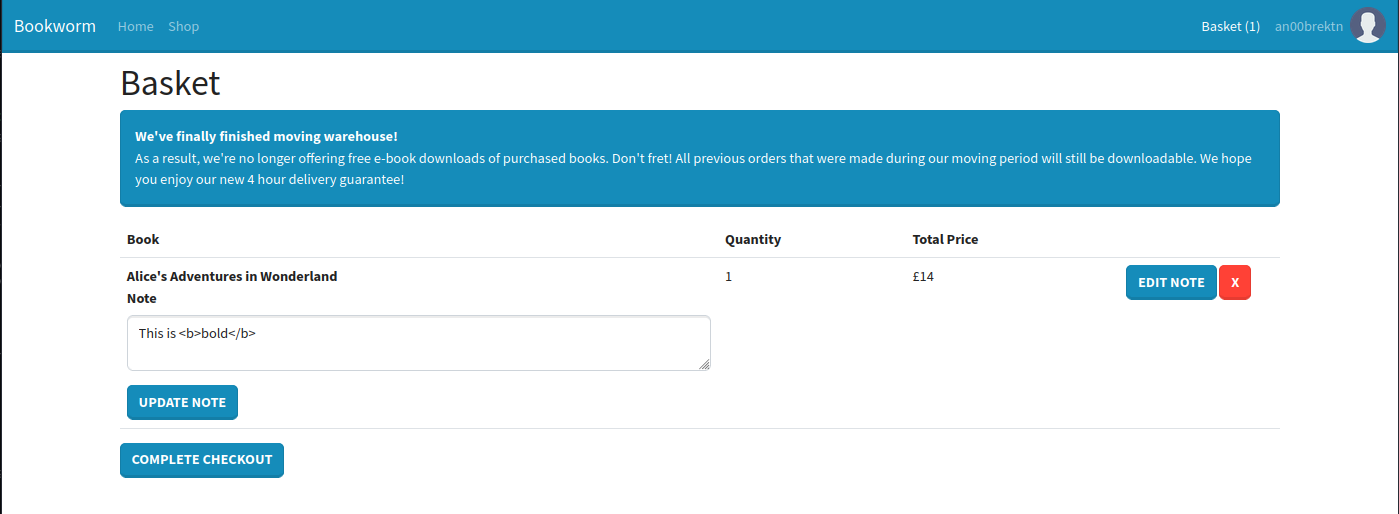 Bookworm Home Shop Basket (1) an00brektn
Basket
We've finally finished moving warehouse!
As a result, we're no longer offering free e-book downloads of purchased books. Don't fret! All previous orders that were made during our moving period will still be downloadable. We hope
you enjoy our new 4 hour delivery guarantee!
Book Quantity Total Price
Alice's Adventures in Wonderland 1 £14 EDIT NOTE X
Note
This is <b>bold</b>
UPDATE NOTE
COMPLETE CHECKOUT